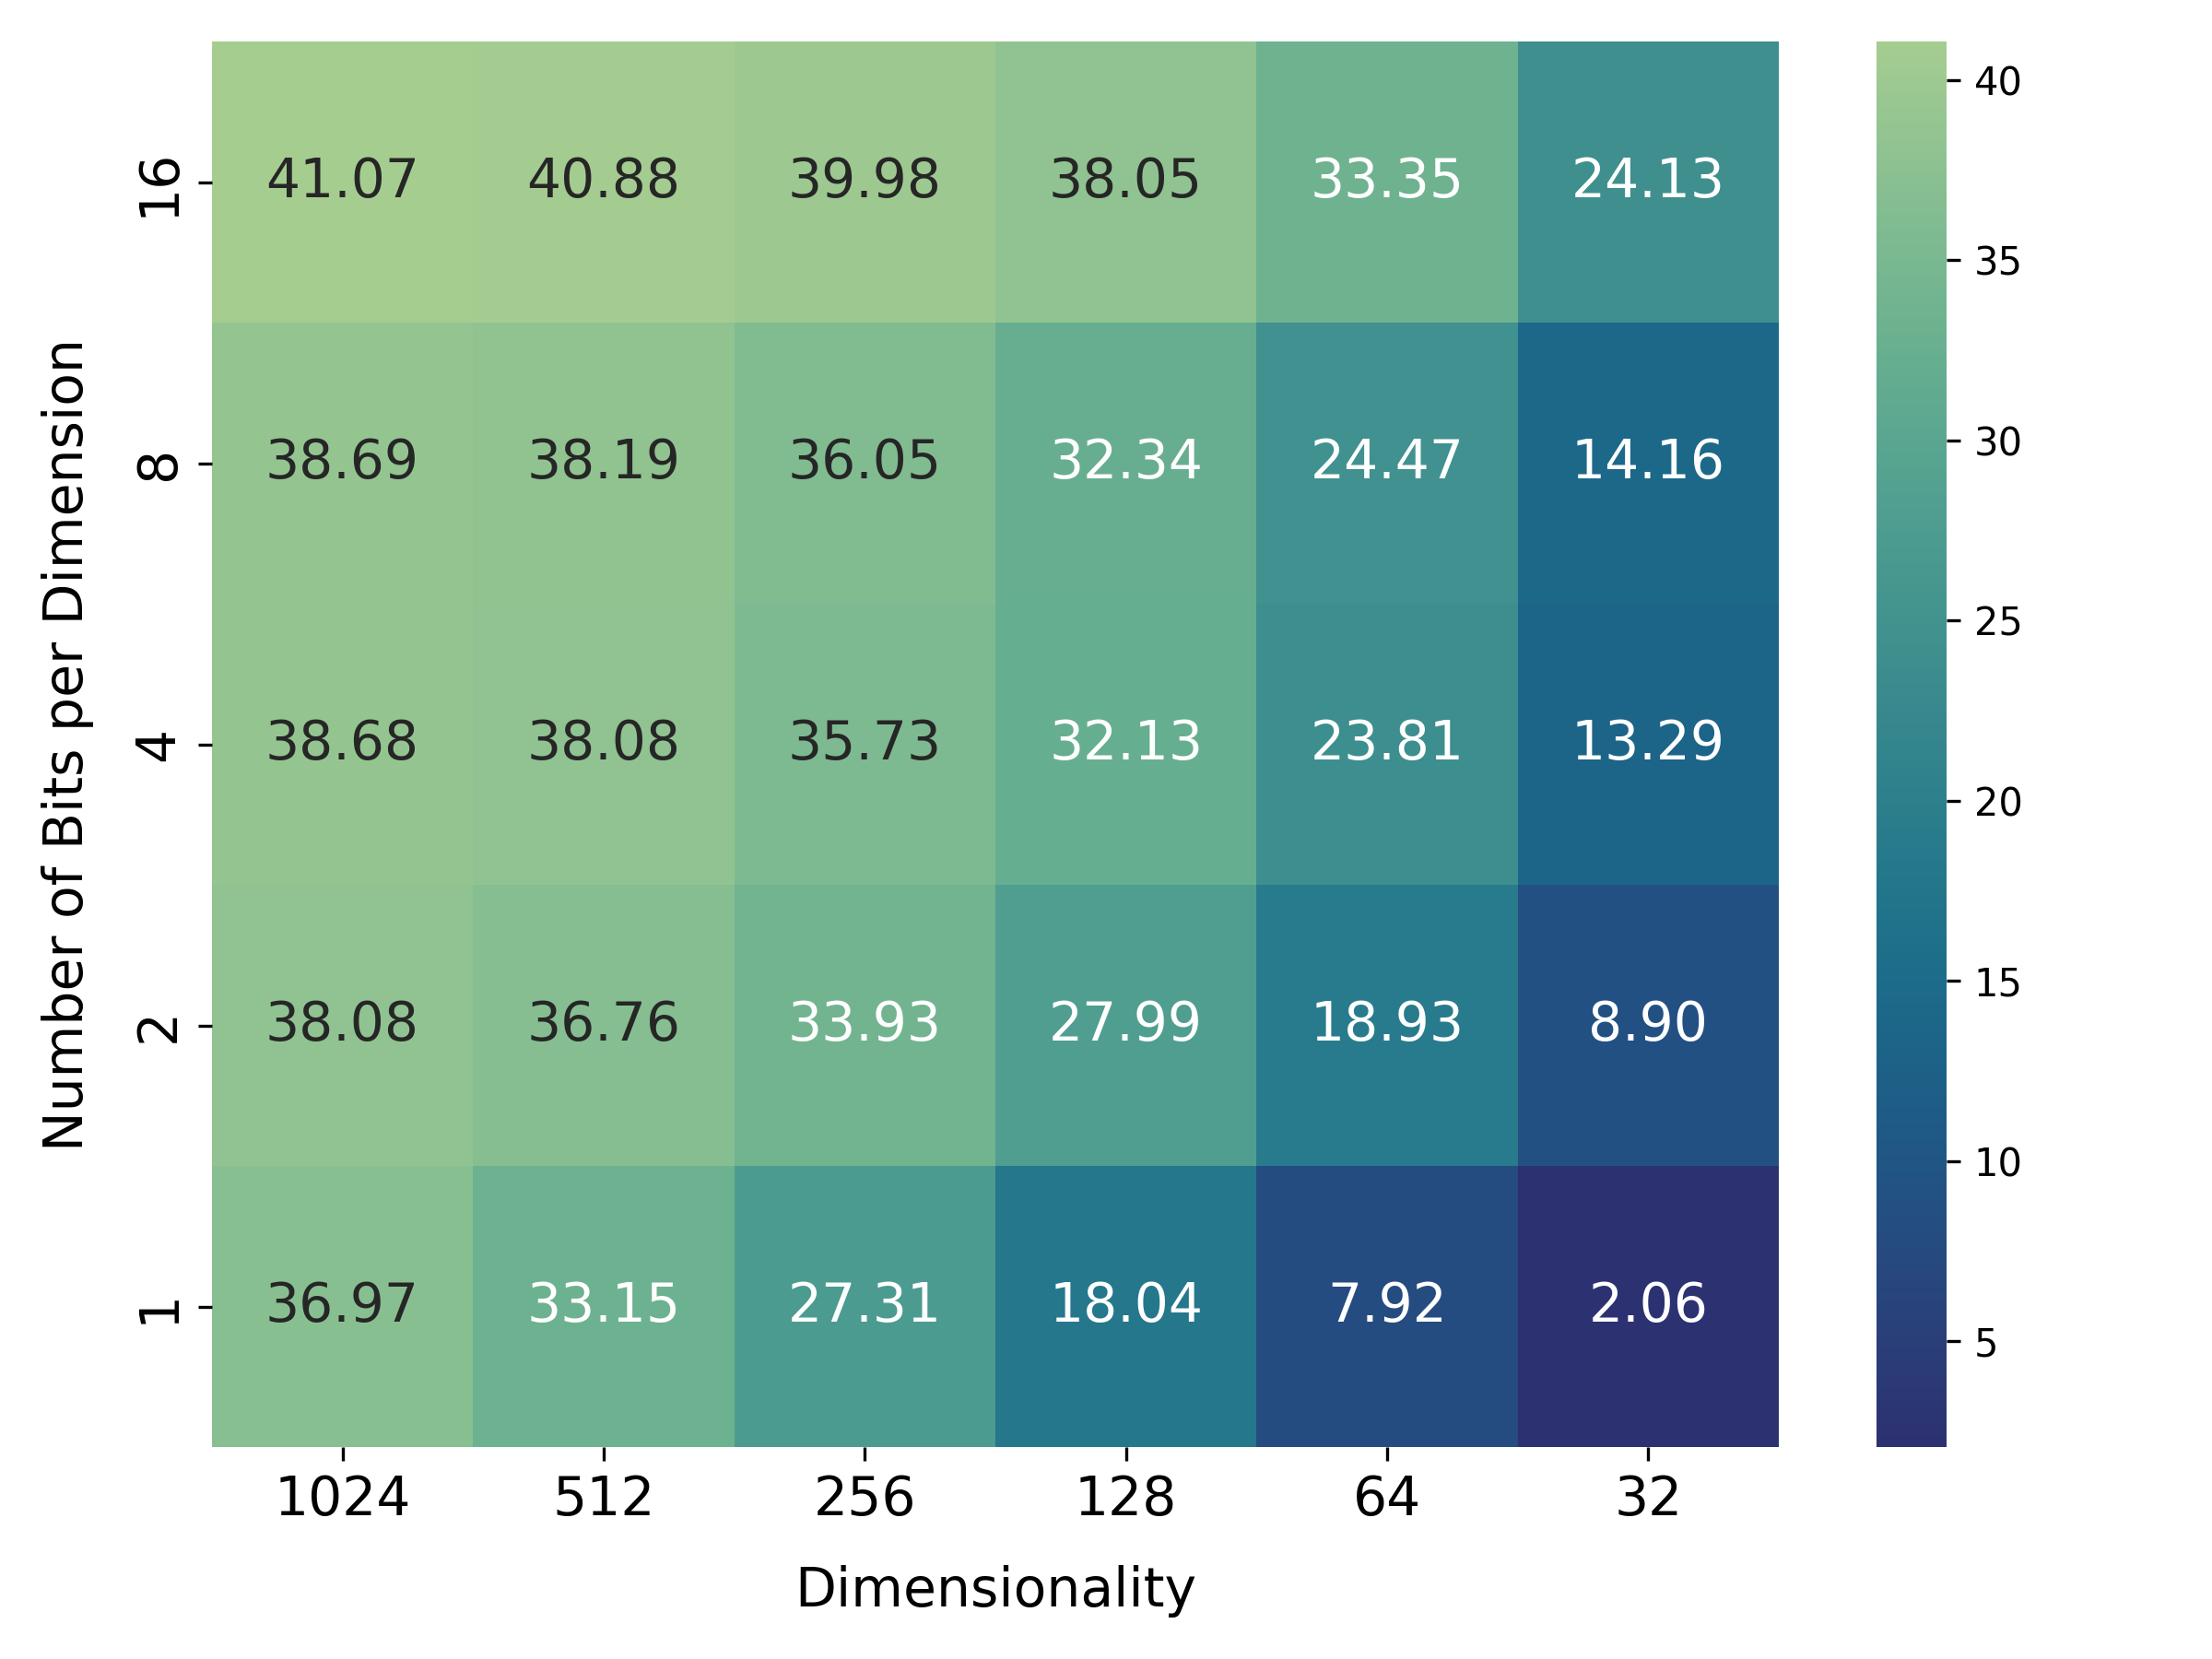 16 41.07 40.88 39.98 38.05 33.35 24.13
8 38.69 38.19 36.05 32.34 24.47 14.16
4 38.68 38.08 35.73 32.13 23.81 13.29
2 38.08 36.76 33.93 27.99 18.93 8.90
1 36.97 33.15 27.31 18.04 7.92 2.06
1024 512 256 128 64 32
Dimensionality
Number of Bits per Dimension
40
35
30
25
20
15
10
5